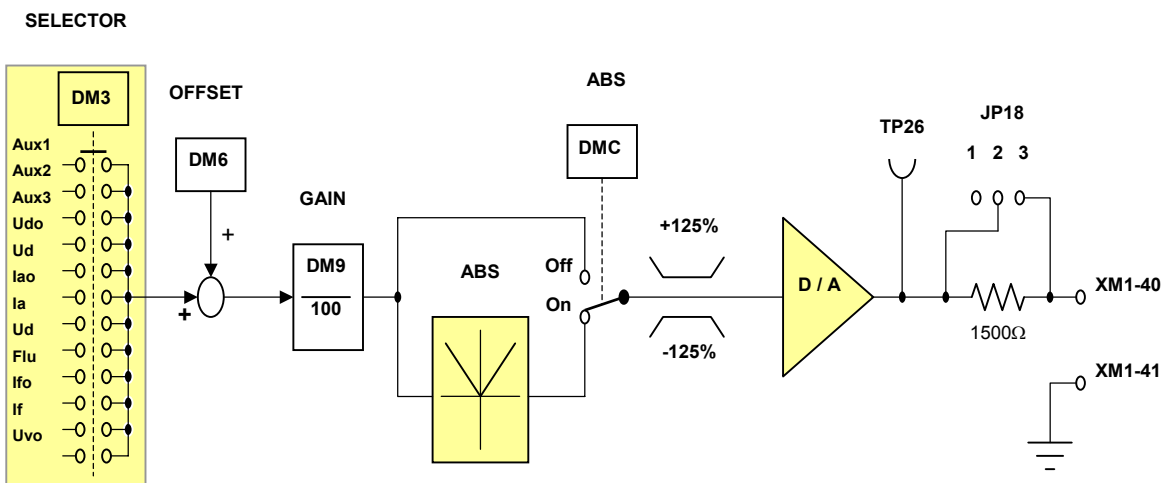 SELECTOR
DM3
Aux1
Aux2
Aux3
Udo
Ud
Iao
Ia
Ud
Flu
Ifo
If
Uvo
OFFSET
DM6
+
+
GAIN
DM9
100
ABS
ABS
DMC
Off
On
+125%
-125%
D / A
TP26
JP18
1 2 3
1500Ω
XM1-40
XM1-41